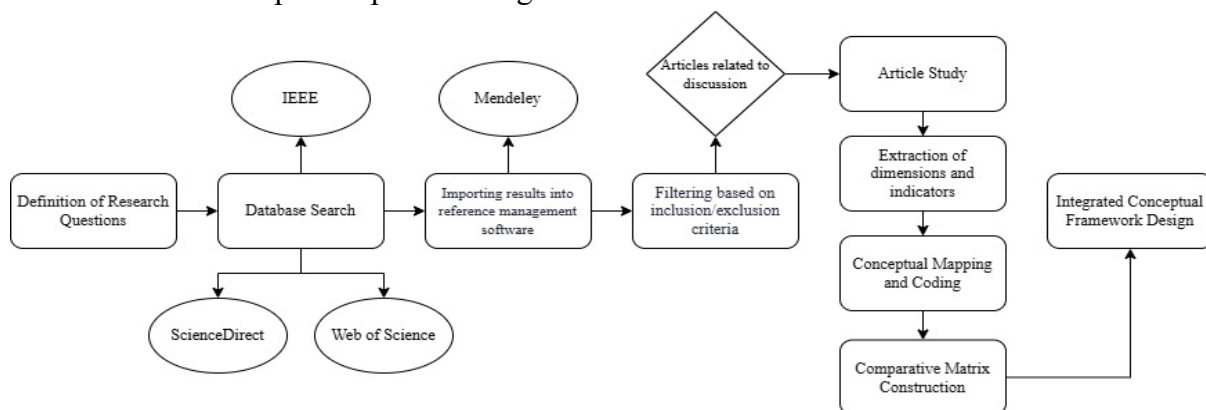 IEEE
Mendeley
Articles related to
discussion
Article Study
Definition of Research
Questions
Database Search
Importing results into
reference management
software
Filtering based on
inclusion/exclusion
criteria
Extraction of
dimensions and
indicators
Integrated Conceptual
Framework Design
Conceptual Mapping
and Coding
ScienceDirect
Web of Science
Comparative Matrix
Construction